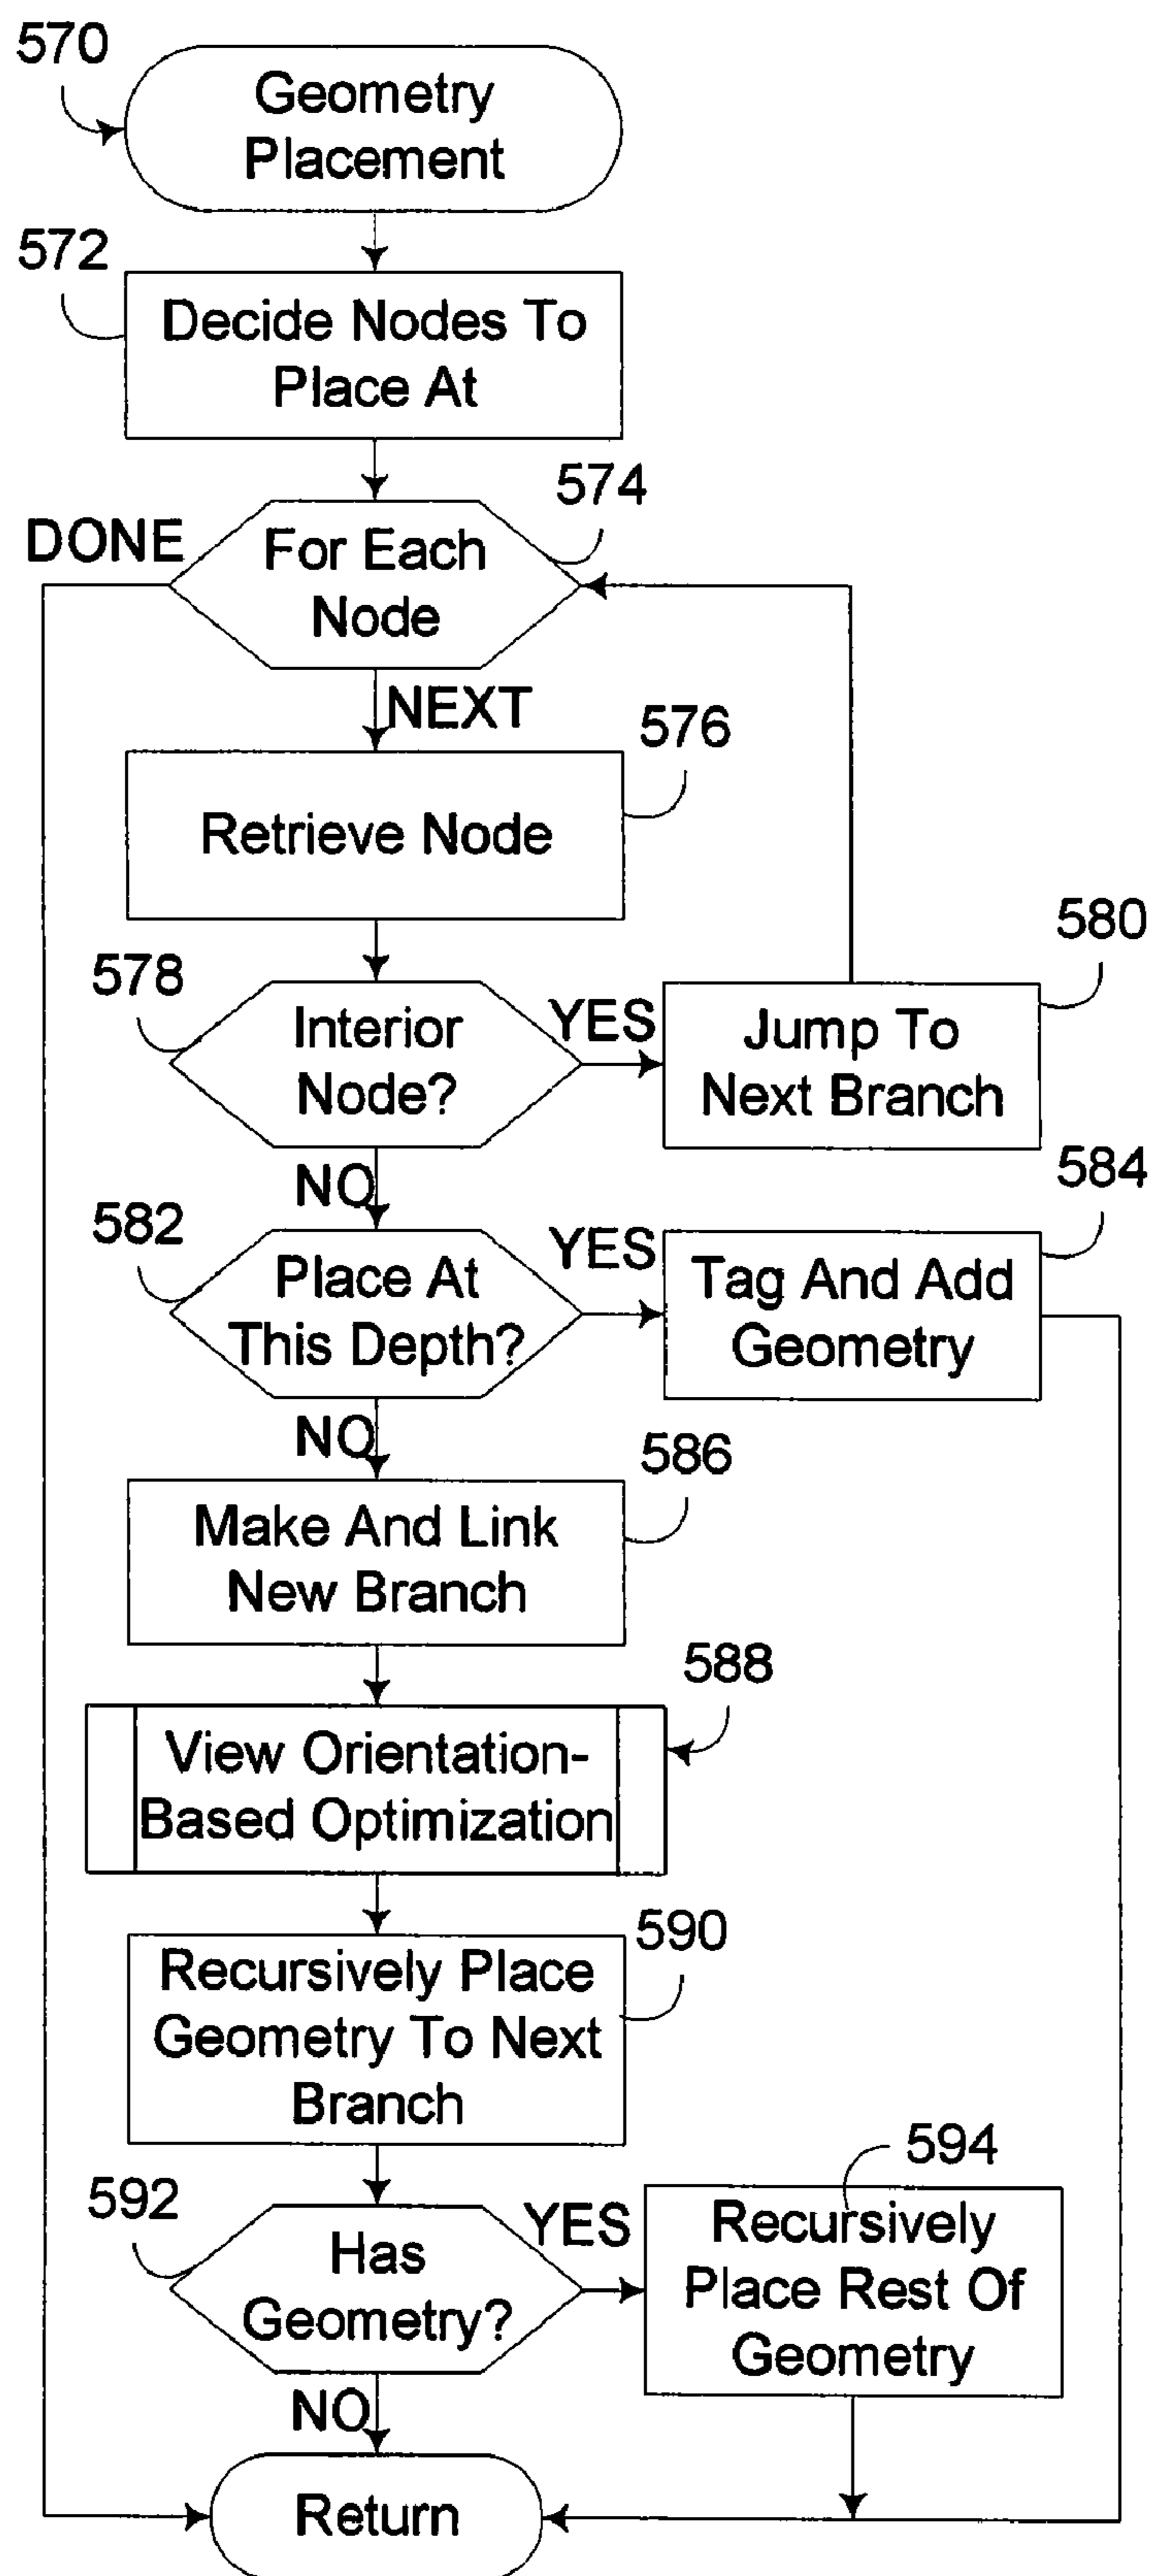 570
Geometry
Placement
572
Decide Nodes To
Place At
574
DONE
For Each
Node
NEXT
576
Retrieve Node
578
Interior
Node?
YES
580
Jump To
Next Branch
NO
582
Place At
This Depth?
YES
584
Tag And Add
Geometry
NO
586
Make And Link
New Branch
588
View Orientation-
Based Optimization
590
Recursively Place
Geometry To Next
Branch
592
Has
Geometry?
YES
594
Recursively
Place Rest Of
Geometry
NO
Return